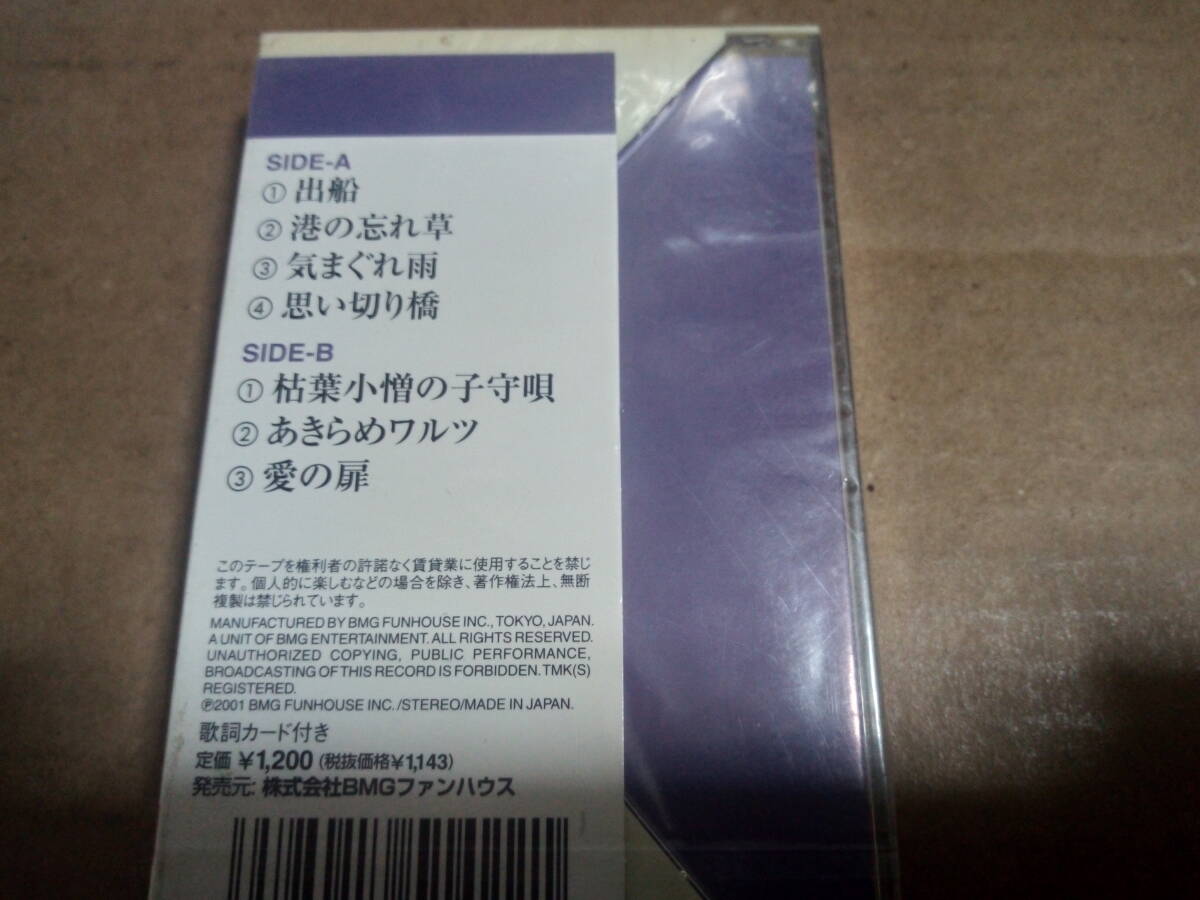 SIDE-A
① 出船
② 港の忘れ草
③ 気まぐれ雨
④ 思い切り橋
SIDE-B
① 枯葉小憎の子守唄
② あきらめワルツ
③ 愛の扉
このテープを権利者の許諾なく賃貸業に使用することを禁じ
ます。個人的に楽しむなどの場合を除き、著作権法上、無断
複製は禁じられています。
MANUFACTURED BY BMG FUNHOUSE INC., TOKYO, JAPAN.
A UNIT OF BMG ENTERTAINMENT. ALL RIGHTS RESERVED.
UNAUTHORIZED COPYING, PUBLIC PERFORMANCE,
BROADCASTING OF THIS RECORD IS FORBIDDEN. TMK(S)
REGISTERED.
℗2001 BMG FUNHOUSE INC. /STEREO/MADE IN JAPAN.
歌詞カード付き
定価 ¥1,200 (税抜価格¥1,143)
発売元: 株式会社BMGファンハウス